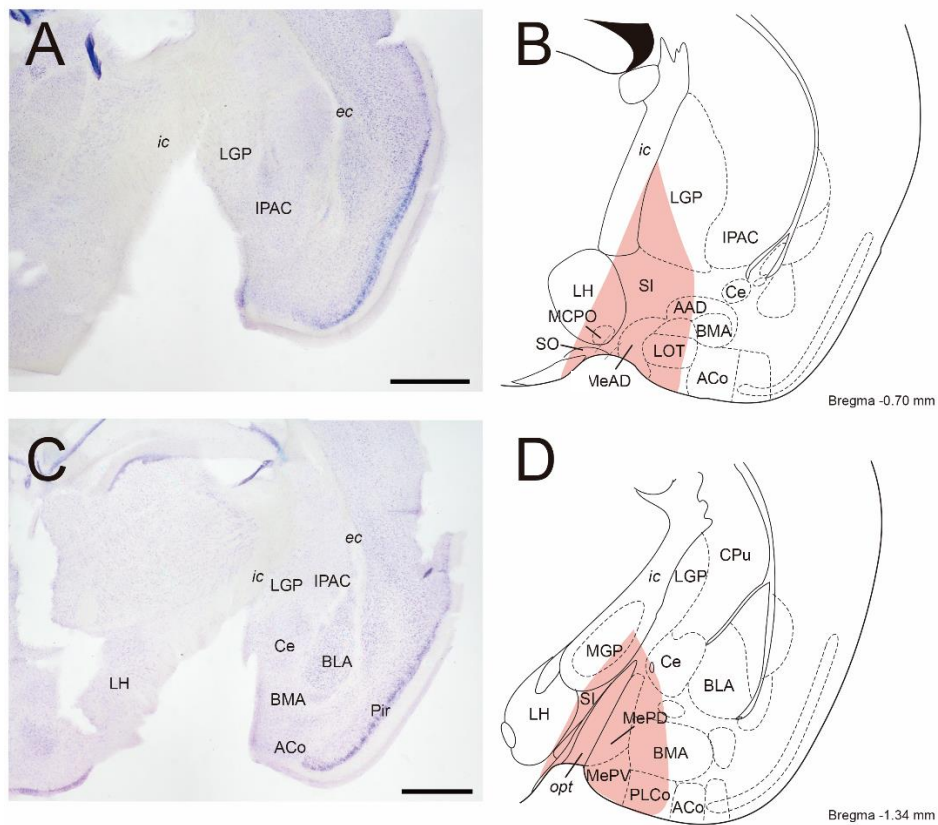 A
ic
LGP
ec
IPAC
B
ic
LGP
IPAC
LH
SI
Ce
MCPO
AAD
BMA
SO
LOT
MeAD
ACo
Bregma -0.70 mm
C
ec
ic
LGP
IPAC
Ce
BLA
LH
BMA
Pir
ACo
D
CPu
ic
LGP
MGP
Ce
BLA
SI
LH
MePD
BMA
opt
MePV
PLCo
ACo
Bregma -1.34 mm